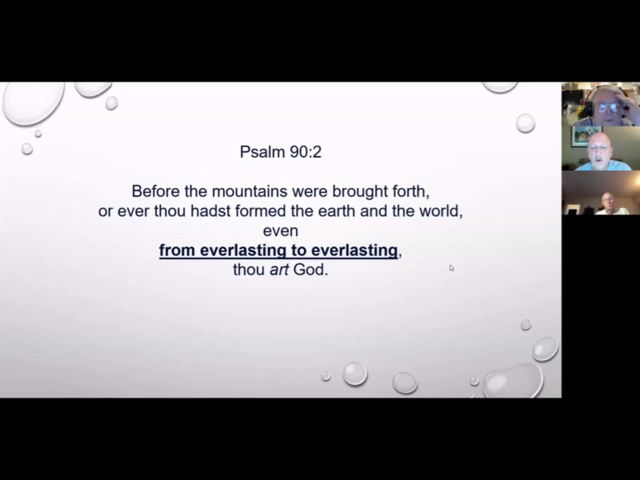 Psalm 90:2
Before the mountains were brought forth,
or ever thou hadst formed the earth and the world,
even
from everlasting to everlasting,
thou art God.